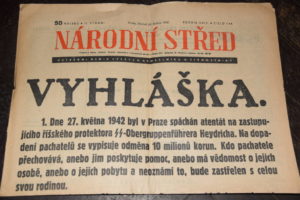 50 HALÉŘŮ
NÁRODNÍ STŘED
VYHLÁŠKA.
1. Dne 27. května 1942 byl v Praze spáchán atentát na zastupu-
jícího říšského protektora SS-Obergruppenführera Heydricha. Na dopa-
dení pachatelů se vypisuje odměna 10 milionů korun. Kdo pachatele
přechovává, anebo jim poskytuje pomoc, anebo má vědomost o jejich
osobě, anebo o jejich pobytu a neoznámí to, bude zastřelen s celou
svou rodinou.